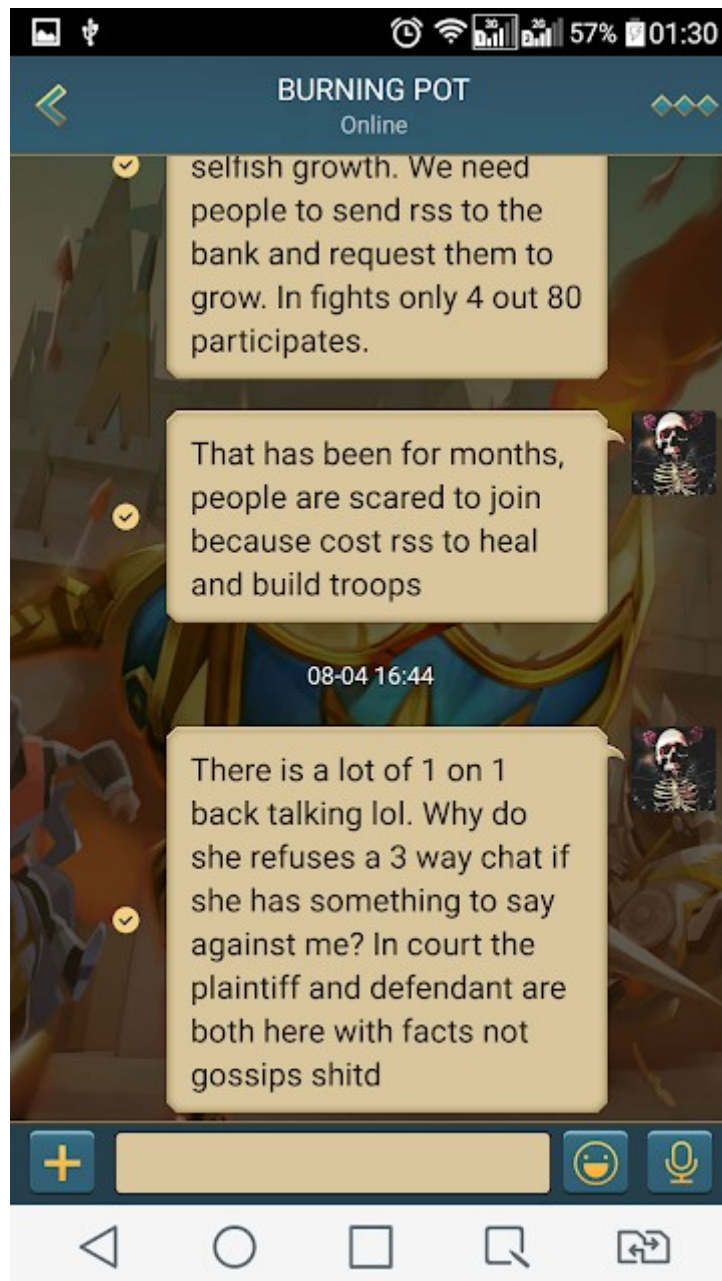 57% 01:30
BURNING POT
Online
selfish growth. We need
people to send rss to the
bank and request them to
grow. In fights only 4 out 80
participates.
That has been for months,
people are scared to join
because cost rss to heal
and build troops
08-04 16:44
There is a lot of 1 on 1
back talking lol. Why do
she refuses a 3 way chat if
she has something to say
against me? In court the
plaintiff and defendant are
both here with facts not
gossips shitd